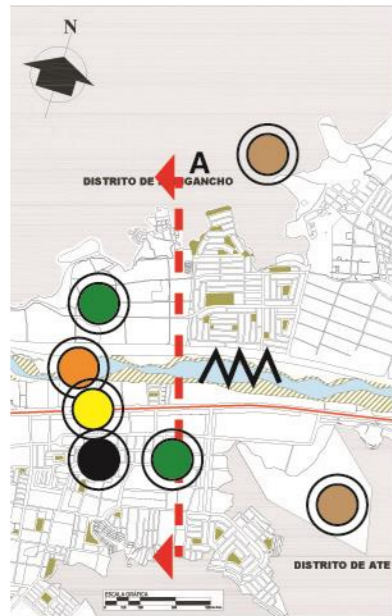 N
A
DISTRITO DE GANCHO
DISTRITO DE ATE
ESCALA GRÁFICA